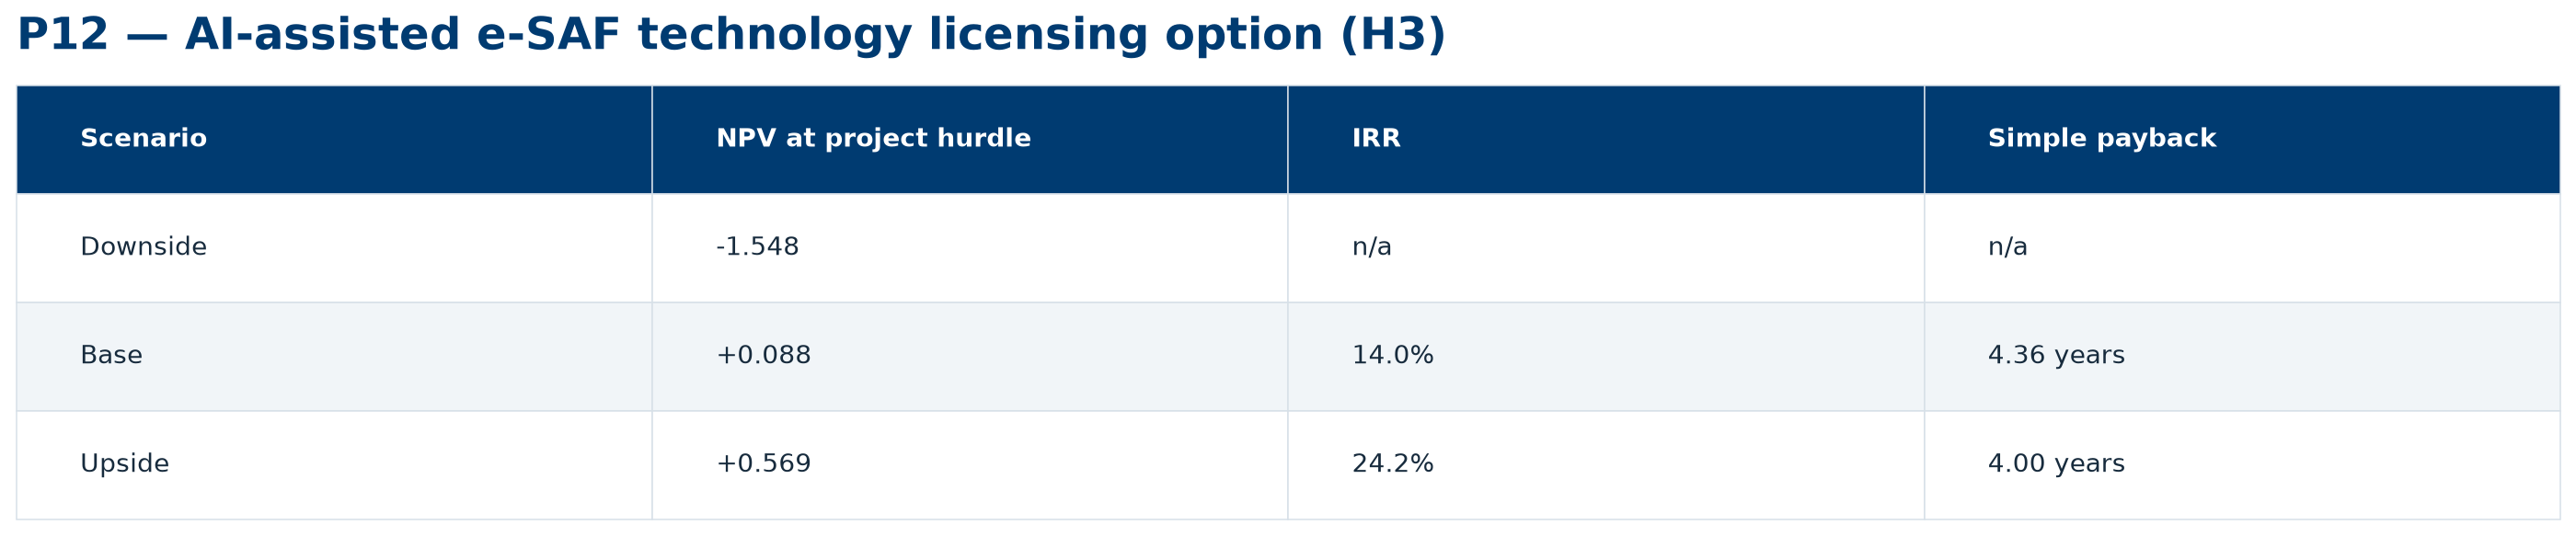 P12 — AI-assisted e-SAF technology licensing option (H3)
Scenario NPV at project hurdle IRR Simple payback
Downside -1.548 n/a n/a
Base +0.088 14.0% 4.36 years
Upside +0.569 24.2% 4.00 years